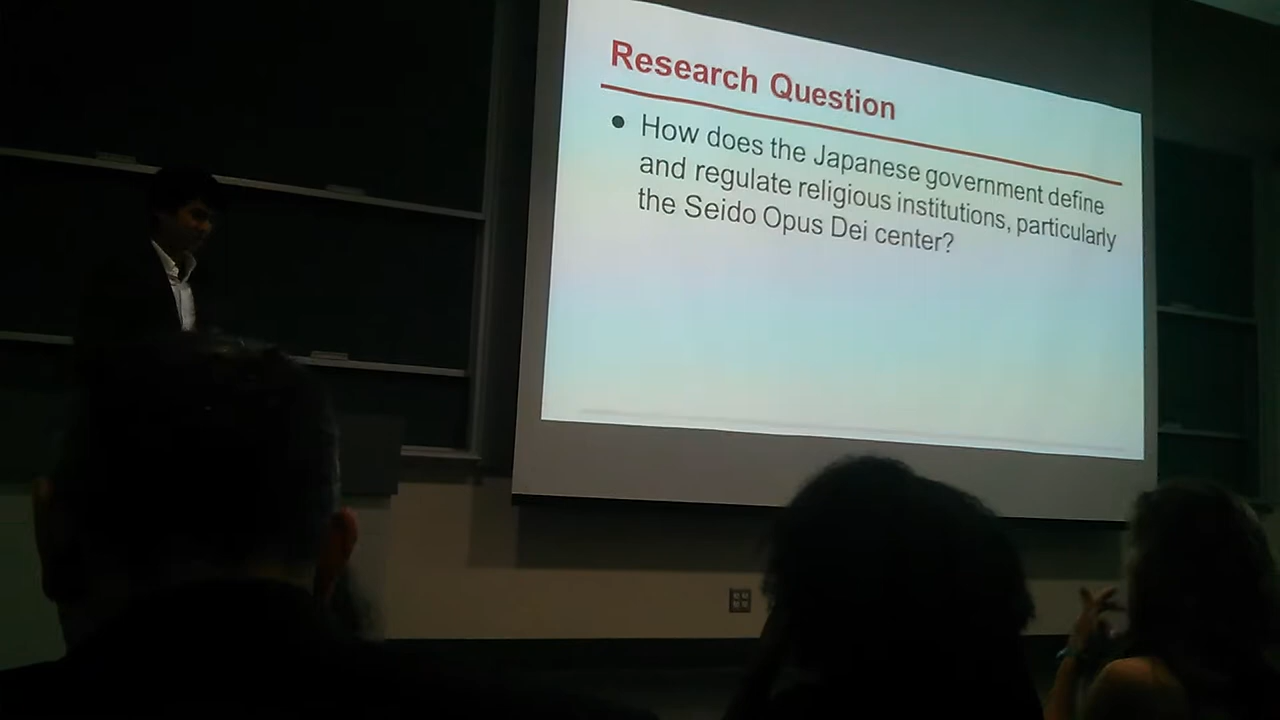 Research Question
• How does the Japanese government define
and regulate religious institutions, particularly
the Seido Opus Dei center?